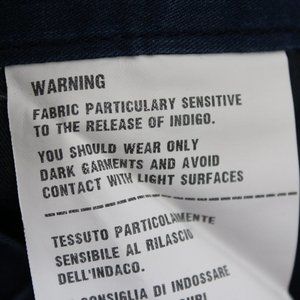 WARNING
FABRIC PARTICULARY SENSITIVE
TO THE RELEASE OF INDIGO.
YOU SHOULD WEAR ONLY
DARK GARMENTS AND AVOID
CONTACT WITH LIGHT SURFACES
TESSUTO PARTICOLARMENTE
SENSIBILE AL RILASCIO
DELL'INDACO.
CONSIGLIA DI INDOSSARE